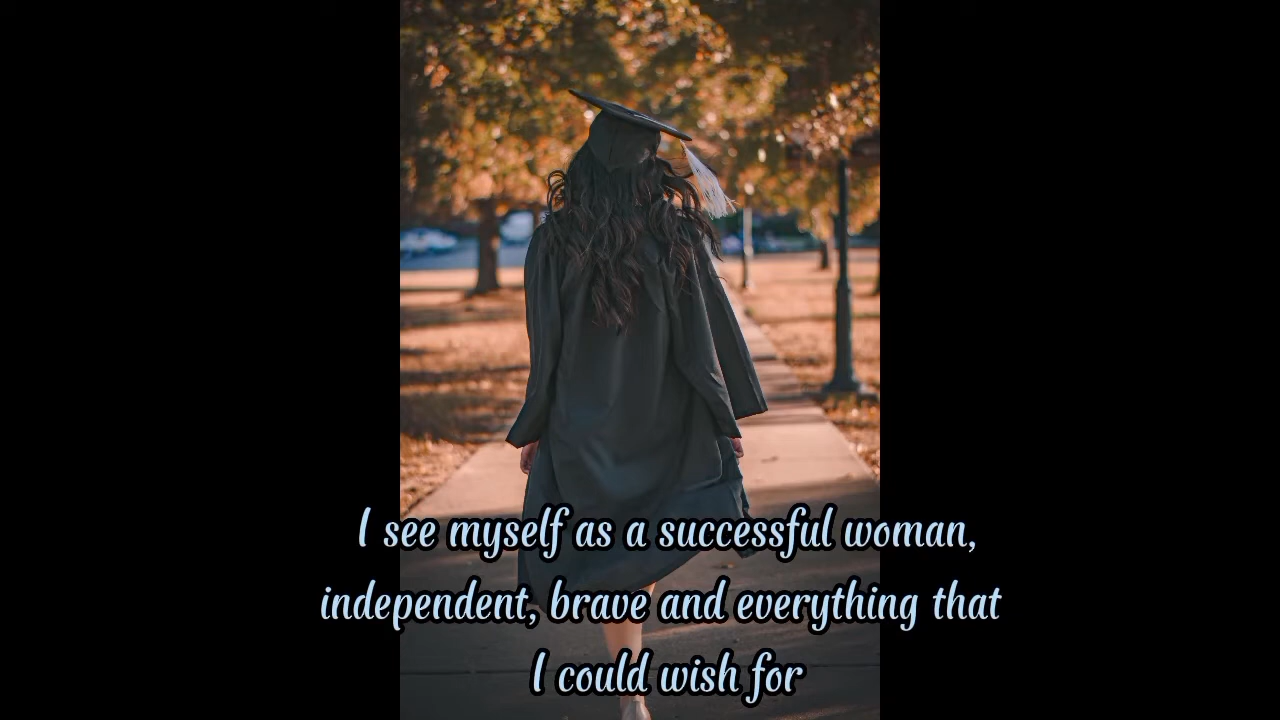 I see myself as a successful woman,
independent, brave and everything that
I could wish for